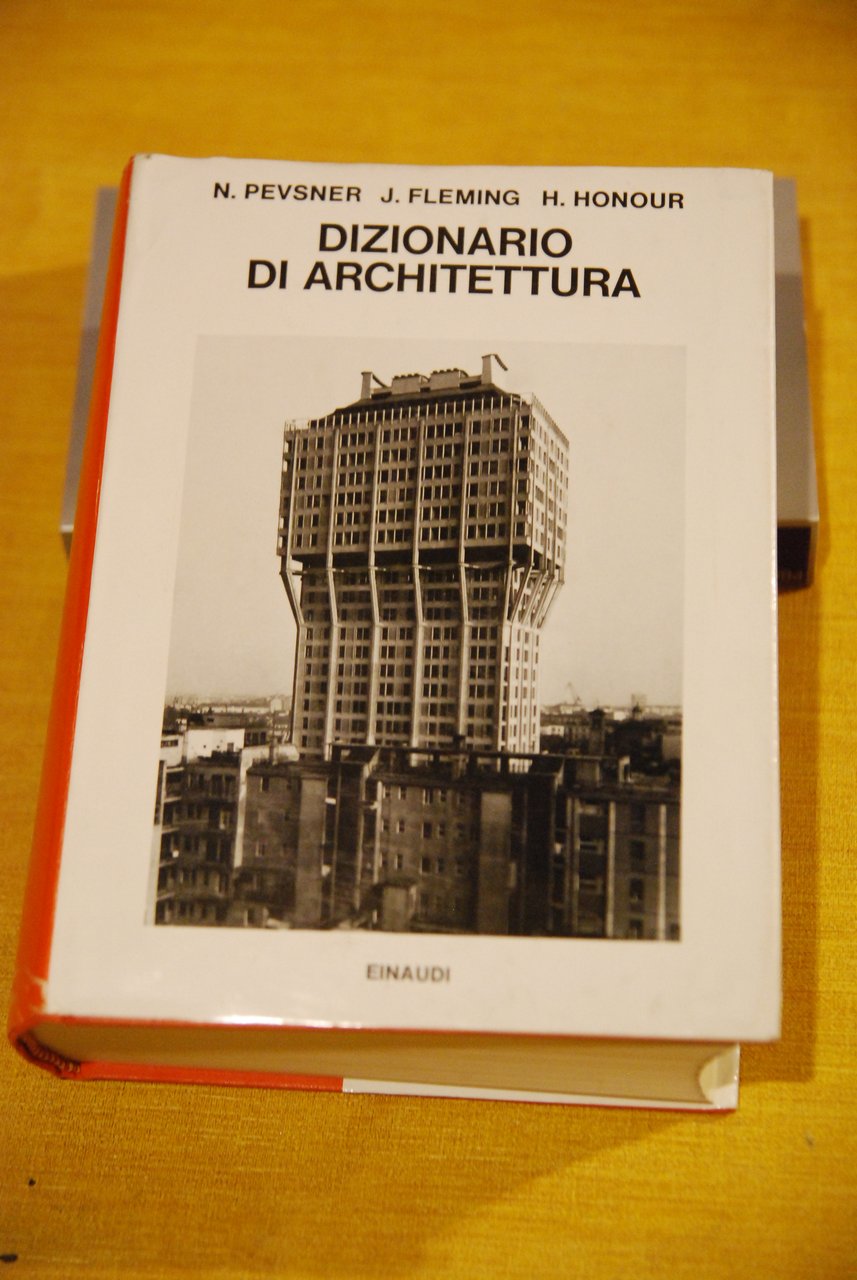 N. PEVSNER J. FLEMING H. HONOUR
DIZIONARIO
DI ARCHITETTURA
EINAUDI